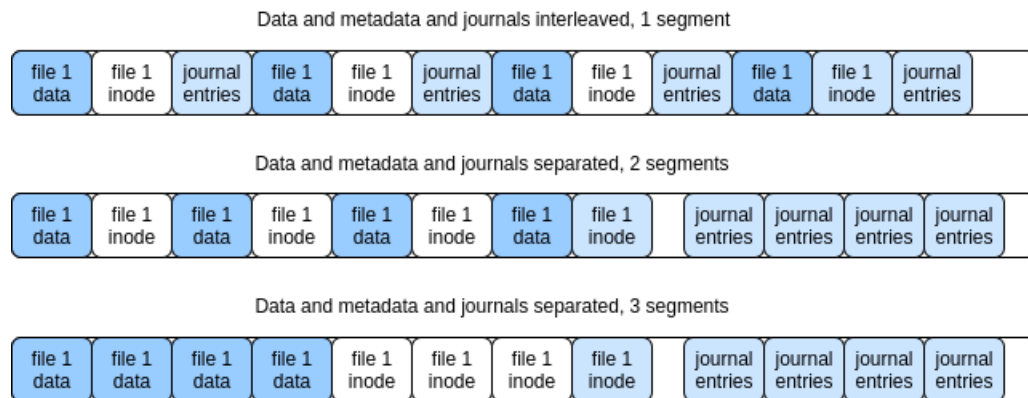 Data and metadata and journals interleaved, 1 segment
file 1 file 1 journal file 1 file 1 journal file 1 file 1 journal file 1 file 1 journal
data inode entries data inode entries data inode entries data inode entries
Data and metadata and journals separated, 2 segments
file 1 file 1 file 1 file 1 file 1 file 1 file 1 file 1 journal journal journal journal
data inode data inode data inode data inode entries entries entries entries
Data and metadata and journals separated, 3 segments
file 1 file 1 file 1 file 1 file 1 file 1 file 1 file 1 journal journal journal journal
data data data data inode inode inode inode entries entries entries entries